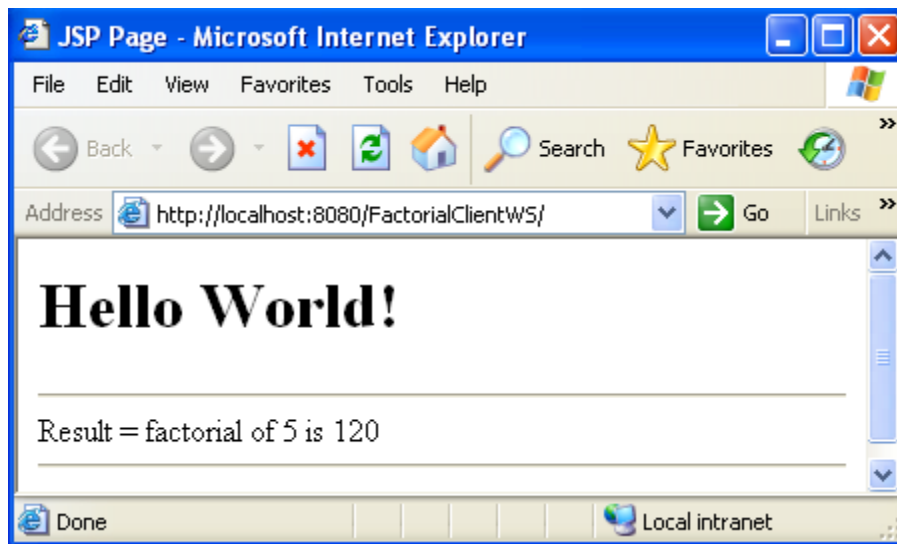 JSP Page - Microsoft Internet Explorer
File Edit View Favorites Tools Help
Back Search Favorites »
Address http://localhost:8080/FactorialClientWS/ Go Links »
Hello World!
Result = factorial of 5 is 120
Done Local intranet